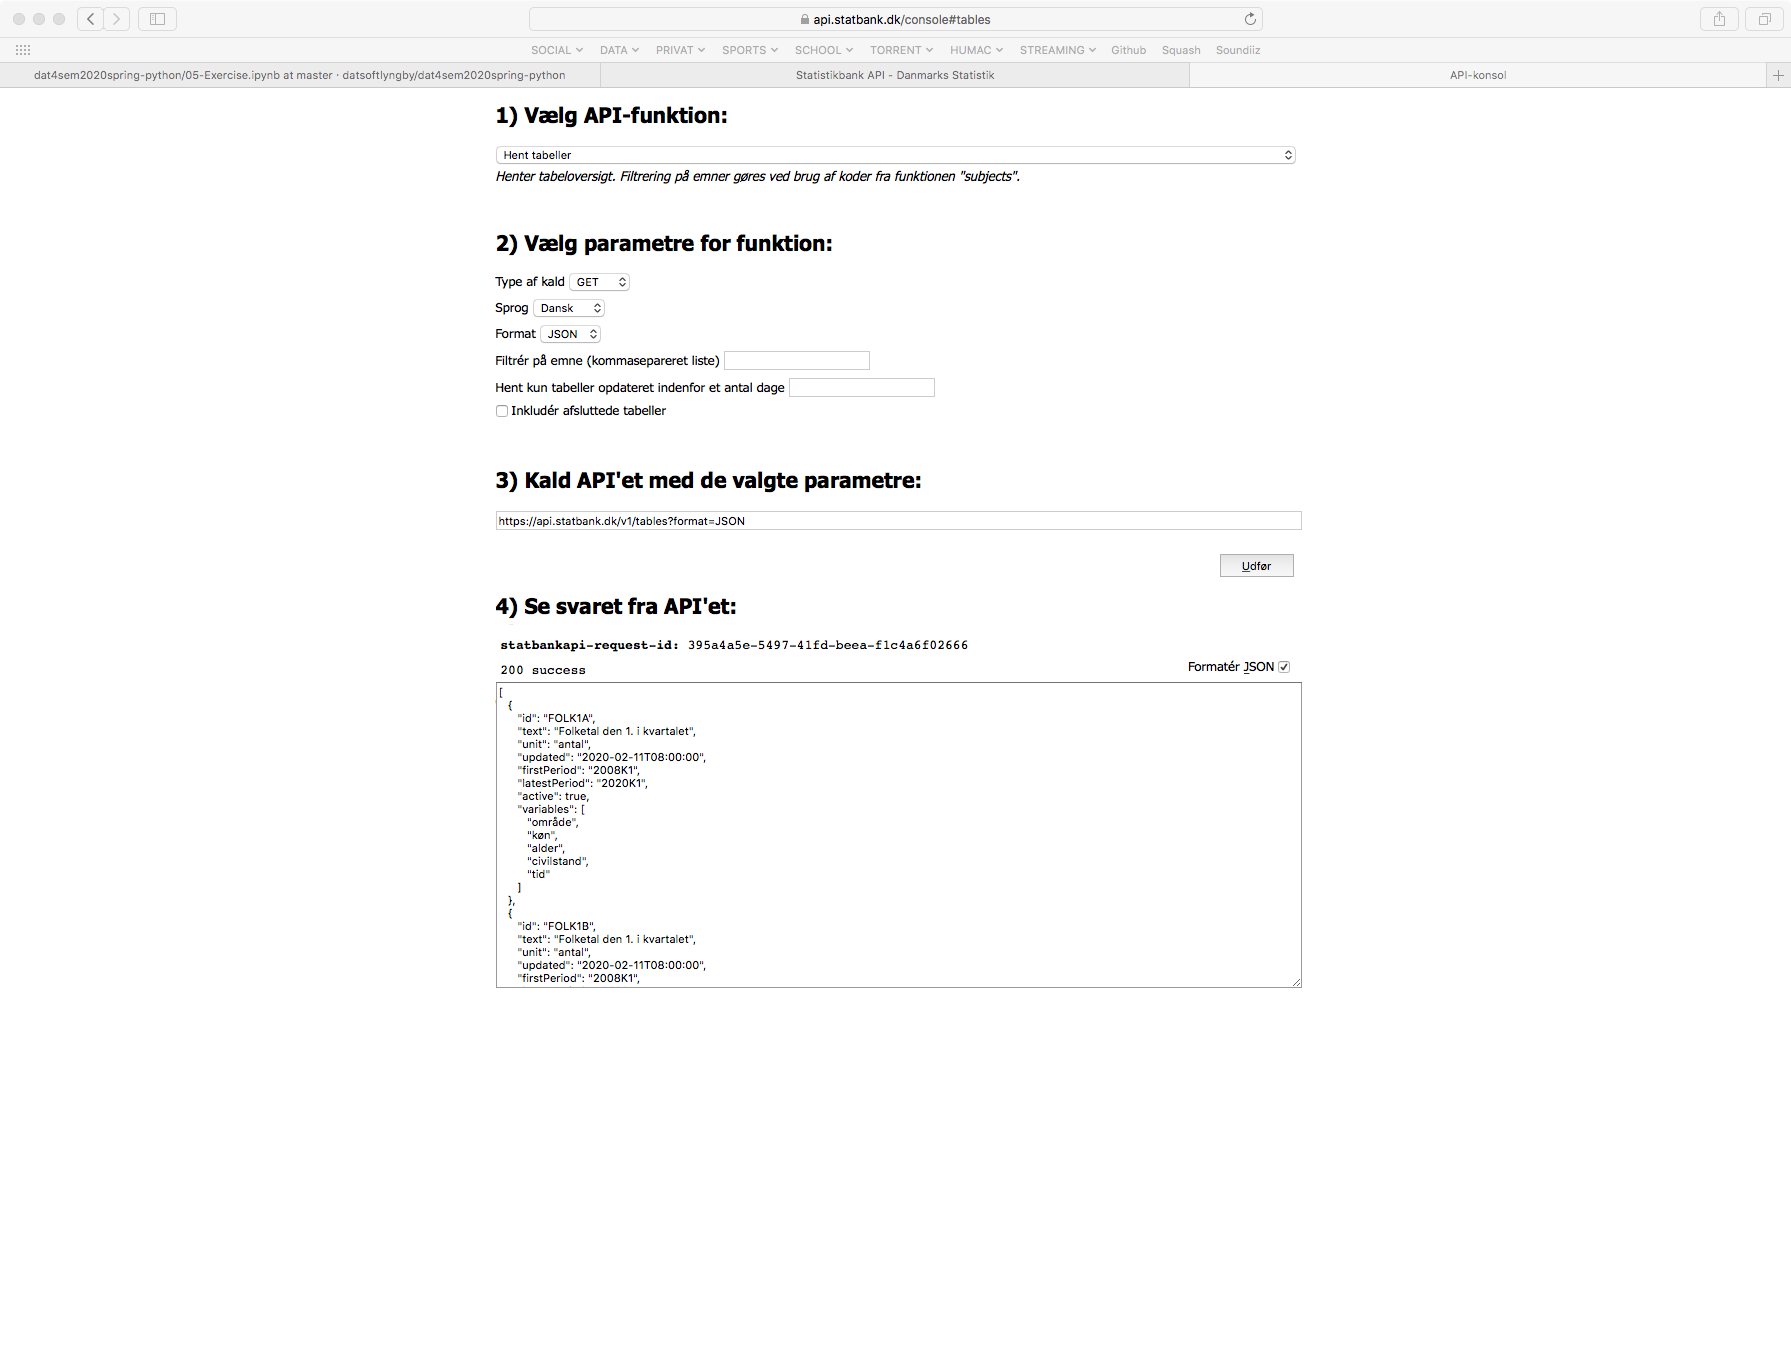 api.statbank.dk/console#tables
SOCIAL DATA PRIVAT SPORTS SCHOOL TORRENT HUMAC STREAMING Github Squash Soundiiz
dat4sem2020spring-python/05-Exercise.ipynb at master · datsoftlyngby/dat4sem2020spring-python
Statistikbank API - Danmarks Statistik
API-konsol
1) Vælg API-funktion:
Hent tabeller
Henter tabeloversigt. Filtrering på emner gøres ved brug af koder fra funktionen "subjects".
2) Vælg parametre for funktion:
Type af kald GET
Sprog Dansk
Format JSON
Filtrér på emne (kommasepareret liste)
Hent kun tabeller opdateret indenfor et antal dage
Inkludér afsluttede tabeller
3) Kald API'et med de valgte parametre:
https://api.statbank.dk/v1/tables?format=JSON
Udfør
4) Se svaret fra API'et:
statbankapi-request-id: 395a4a5e-5497-41fd-beea-f1c4a6f02666
200 success
Formatér JSON
[
{
"id": "FOLK1A",
"text": "Folketal den 1. i kvartalet",
"unit": "antal",
"updated": "2020-02-11T08:00:00",
"firstPeriod": "2008K1",
"latestPeriod": "2020K1",
"active": true,
"variables": [
"område",
"køn",
"alder",
"civilstand",
"tid"
]
},
{
"id": "FOLK1B",
"text": "Folketal den 1. i kvartalet",
"unit": "antal",
"updated": "2020-02-11T08:00:00",
"firstPeriod": "2008K1",